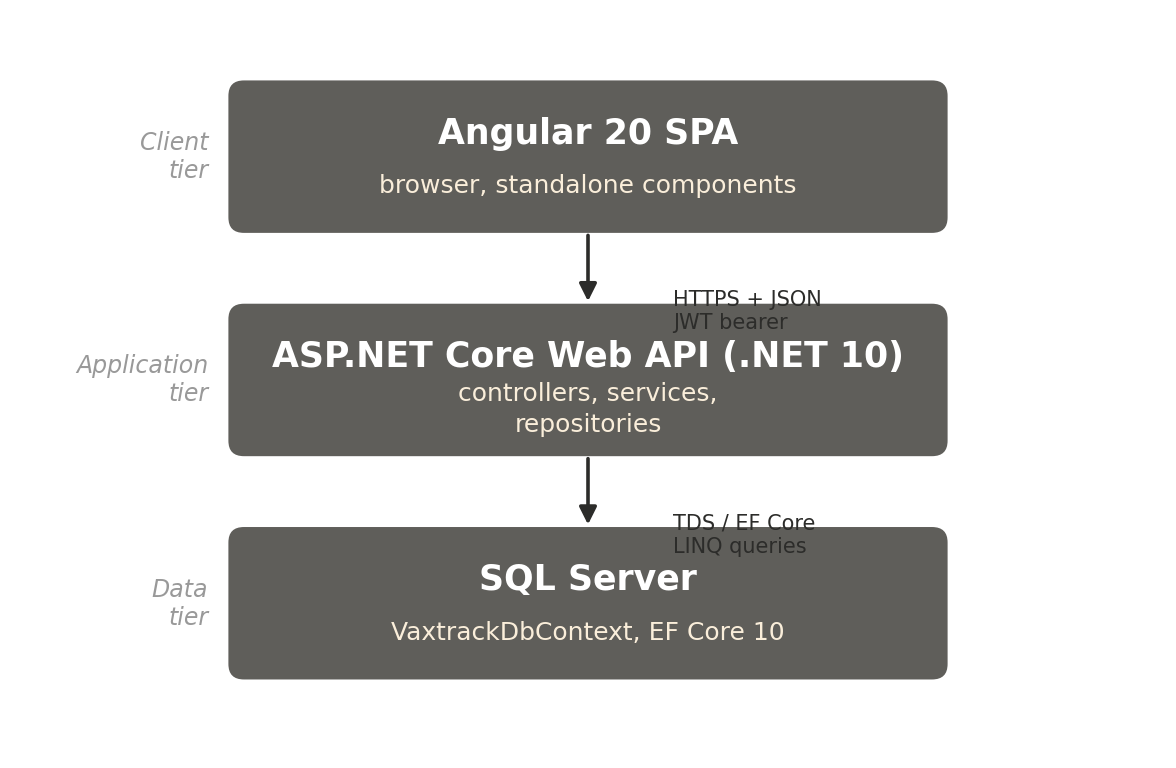 Client
tier
Angular 20 SPA
browser, standalone components
HTTPS + JSON
JWT bearer
Application
tier
ASP.NET Core Web API (.NET 10)
controllers, services,
repositories
TDS / EF Core
LINQ queries
Data
tier
SQL Server
VaxtrackDbContext, EF Core 10